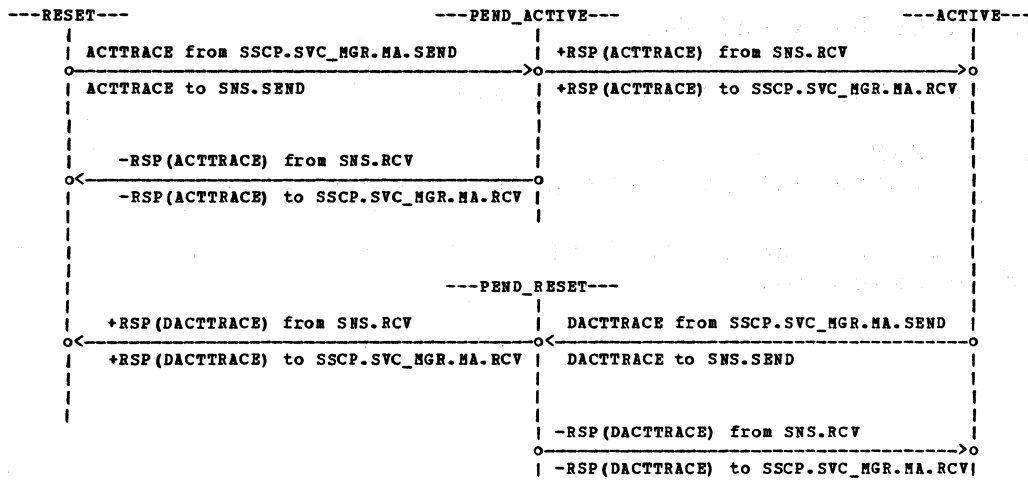 ---RESET--- ---PEND_ACTIVE--- ---ACTIVE---
ACTTRACE from SSCP.SVC_MGR.MA.SEND +RSP(ACTTRACE) from SNS.RCV
ACTTRACE to SNS.SEND +RSP(ACTTRACE) to SSCP.SVC_MGR.MA.RCV
-RSP(ACTTRACE) from SNS.RCV
-RSP(ACTTRACE) to SSCP.SVC_MGR.MA.RCV
---PEND_RESET---
+RSP(DACTTRACE) from SNS.RCV DACTTRACE from SSCP.SVC_MGR.MA.SEND
+RSP(DACTTRACE) to SSCP.SVC_MGR.MA.RCV DACTTRACE to SNS.SEND
-RSP(DACTTRACE) from SNS.RCV
-RSP(DACTTRACE) to SSCP.SVC_MGR.MA.RCV